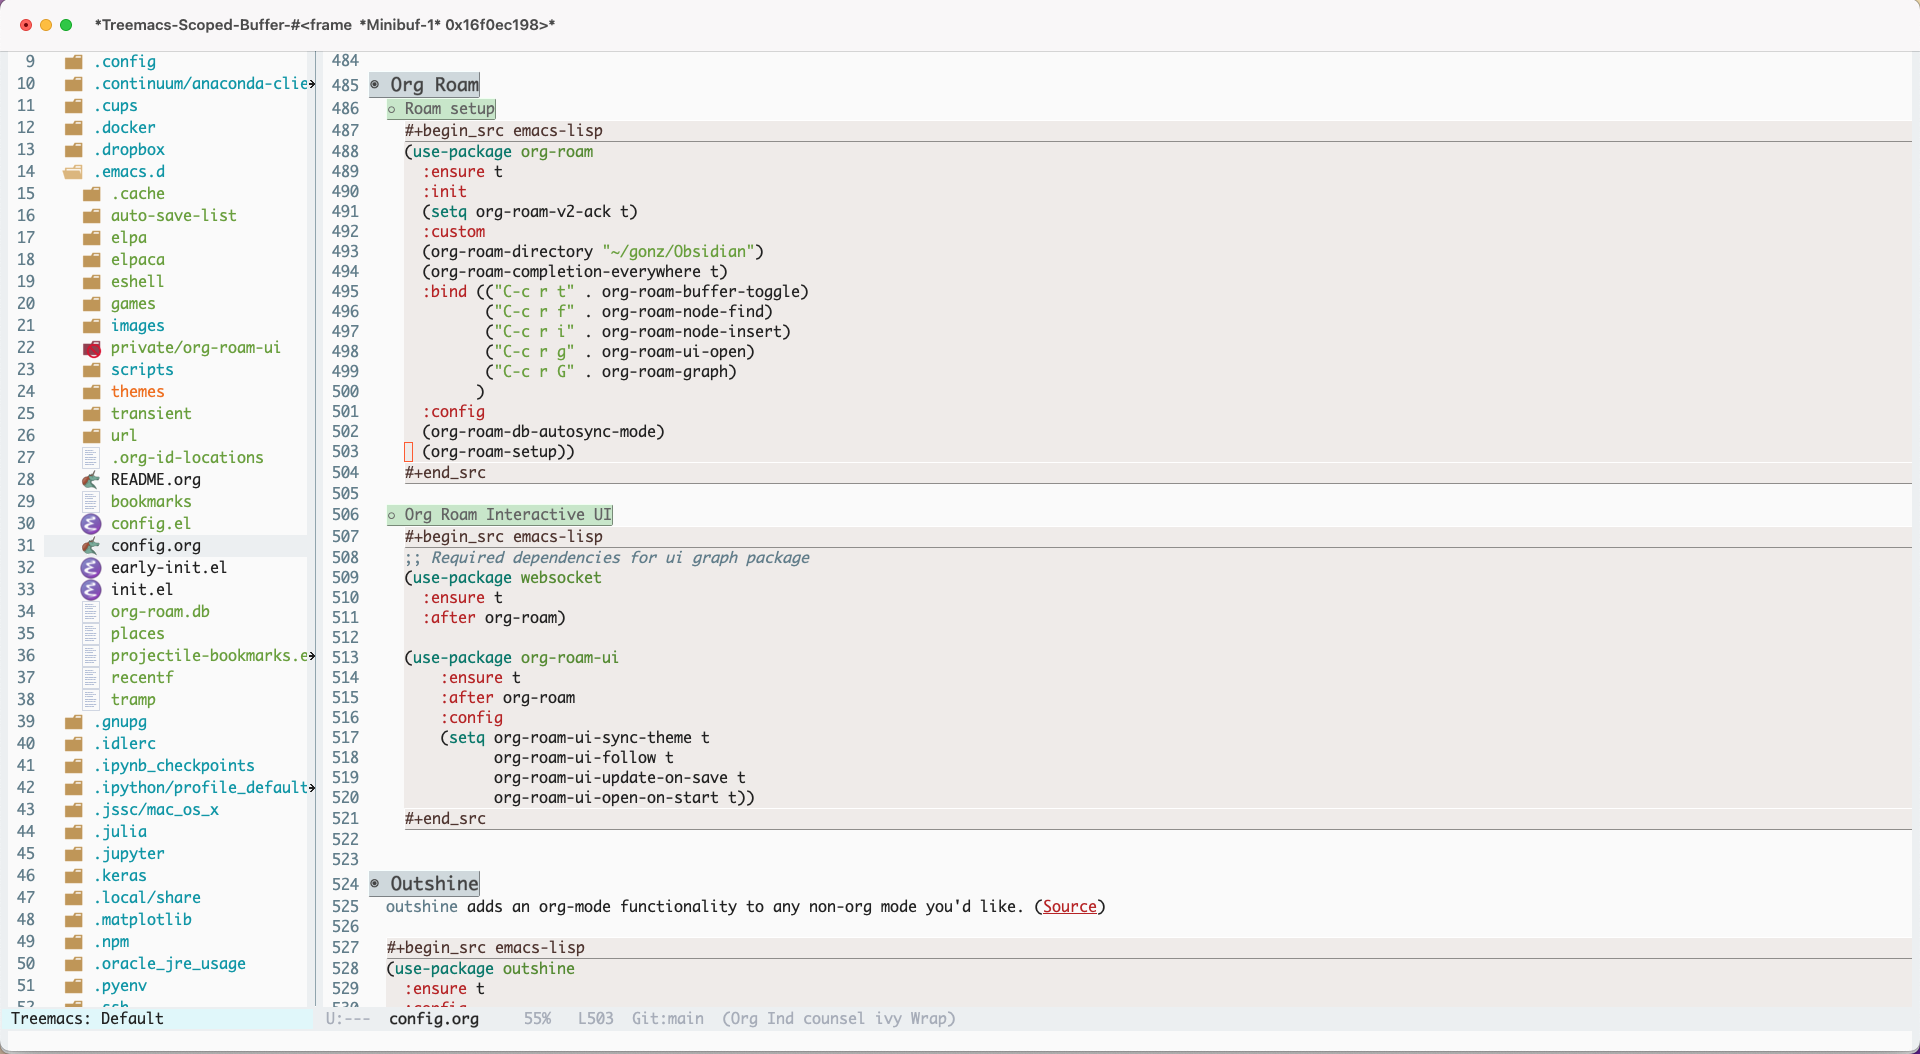 *Treemacs-Scoped-Buffer-#<frame *Minibuf-1* 0x16f0ec198>*
9 .config
10 .continuum/anaconda-clie
11 .cups
12 .docker
13 .dropbox
14 .emacs.d
15 .cache
16 auto-save-list
17 elpa
18 elpaca
19 eshell
20 games
21 images
22 private/org-roam-ui
23 scripts
24 themes
25 transient
26 url
27 .org-id-locations
28 README.org
29 bookmarks
30 config.el
31 config.org
32 early-init.el
33 init.el
34 org-roam.db
35 places
36 projectile-bookmarks.e
37 recentf
38 tramp
39 .gnupg
40 .idlerc
41 .ipynb_checkpoints
42 .ipython/profile_default
43 .jssc/mac_os_x
44 .julia
45 .jupyter
46 .keras
47 .local/share
48 .matplotlib
49 .npm
50 .oracle_jre_usage
51 .pyenv
52 .ssh
Treemacs: Default
484
485 Org Roam
486 Roam setup
487 #+begin_src emacs-lisp
488 (use-package org-roam
489 :ensure t
490 :init
491 (setq org-roam-v2-ack t)
492 :custom
493 (org-roam-directory "~/gonz/Obsidian")
494 (org-roam-completion-everywhere t)
495 :bind (("C-c r t" . org-roam-buffer-toggle)
496 ("C-c r f" . org-roam-node-find)
497 ("C-c r i" . org-roam-node-insert)
498 ("C-c r g" . org-roam-ui-open)
499 ("C-c r G" . org-roam-graph)
500 )
501 :config
502 (org-roam-db-autosync-mode)
503 (org-roam-setup))
504 #+end_src
505
506 Org Roam Interactive UI
507 #+begin_src emacs-lisp
508 ;; Required dependencies for ui graph package
509 (use-package websocket
510 :ensure t
511 :after org-roam)
512
513 (use-package org-roam-ui
514 :ensure t
515 :after org-roam
516 :config
517 (setq org-roam-ui-sync-theme t
518 org-roam-ui-follow t
519 org-roam-ui-update-on-save t
520 org-roam-ui-open-on-start t))
521 #+end_src
522
523
524 Outshine
525 outshine adds an org-mode functionality to any non-org mode you'd like. (Source)
526
527 #+begin_src emacs-lisp
528 (use-package outshine
529 :ensure t
530 :config
U:--- config.org 55% L503 Git:main (Org Ind counsel ivy Wrap)